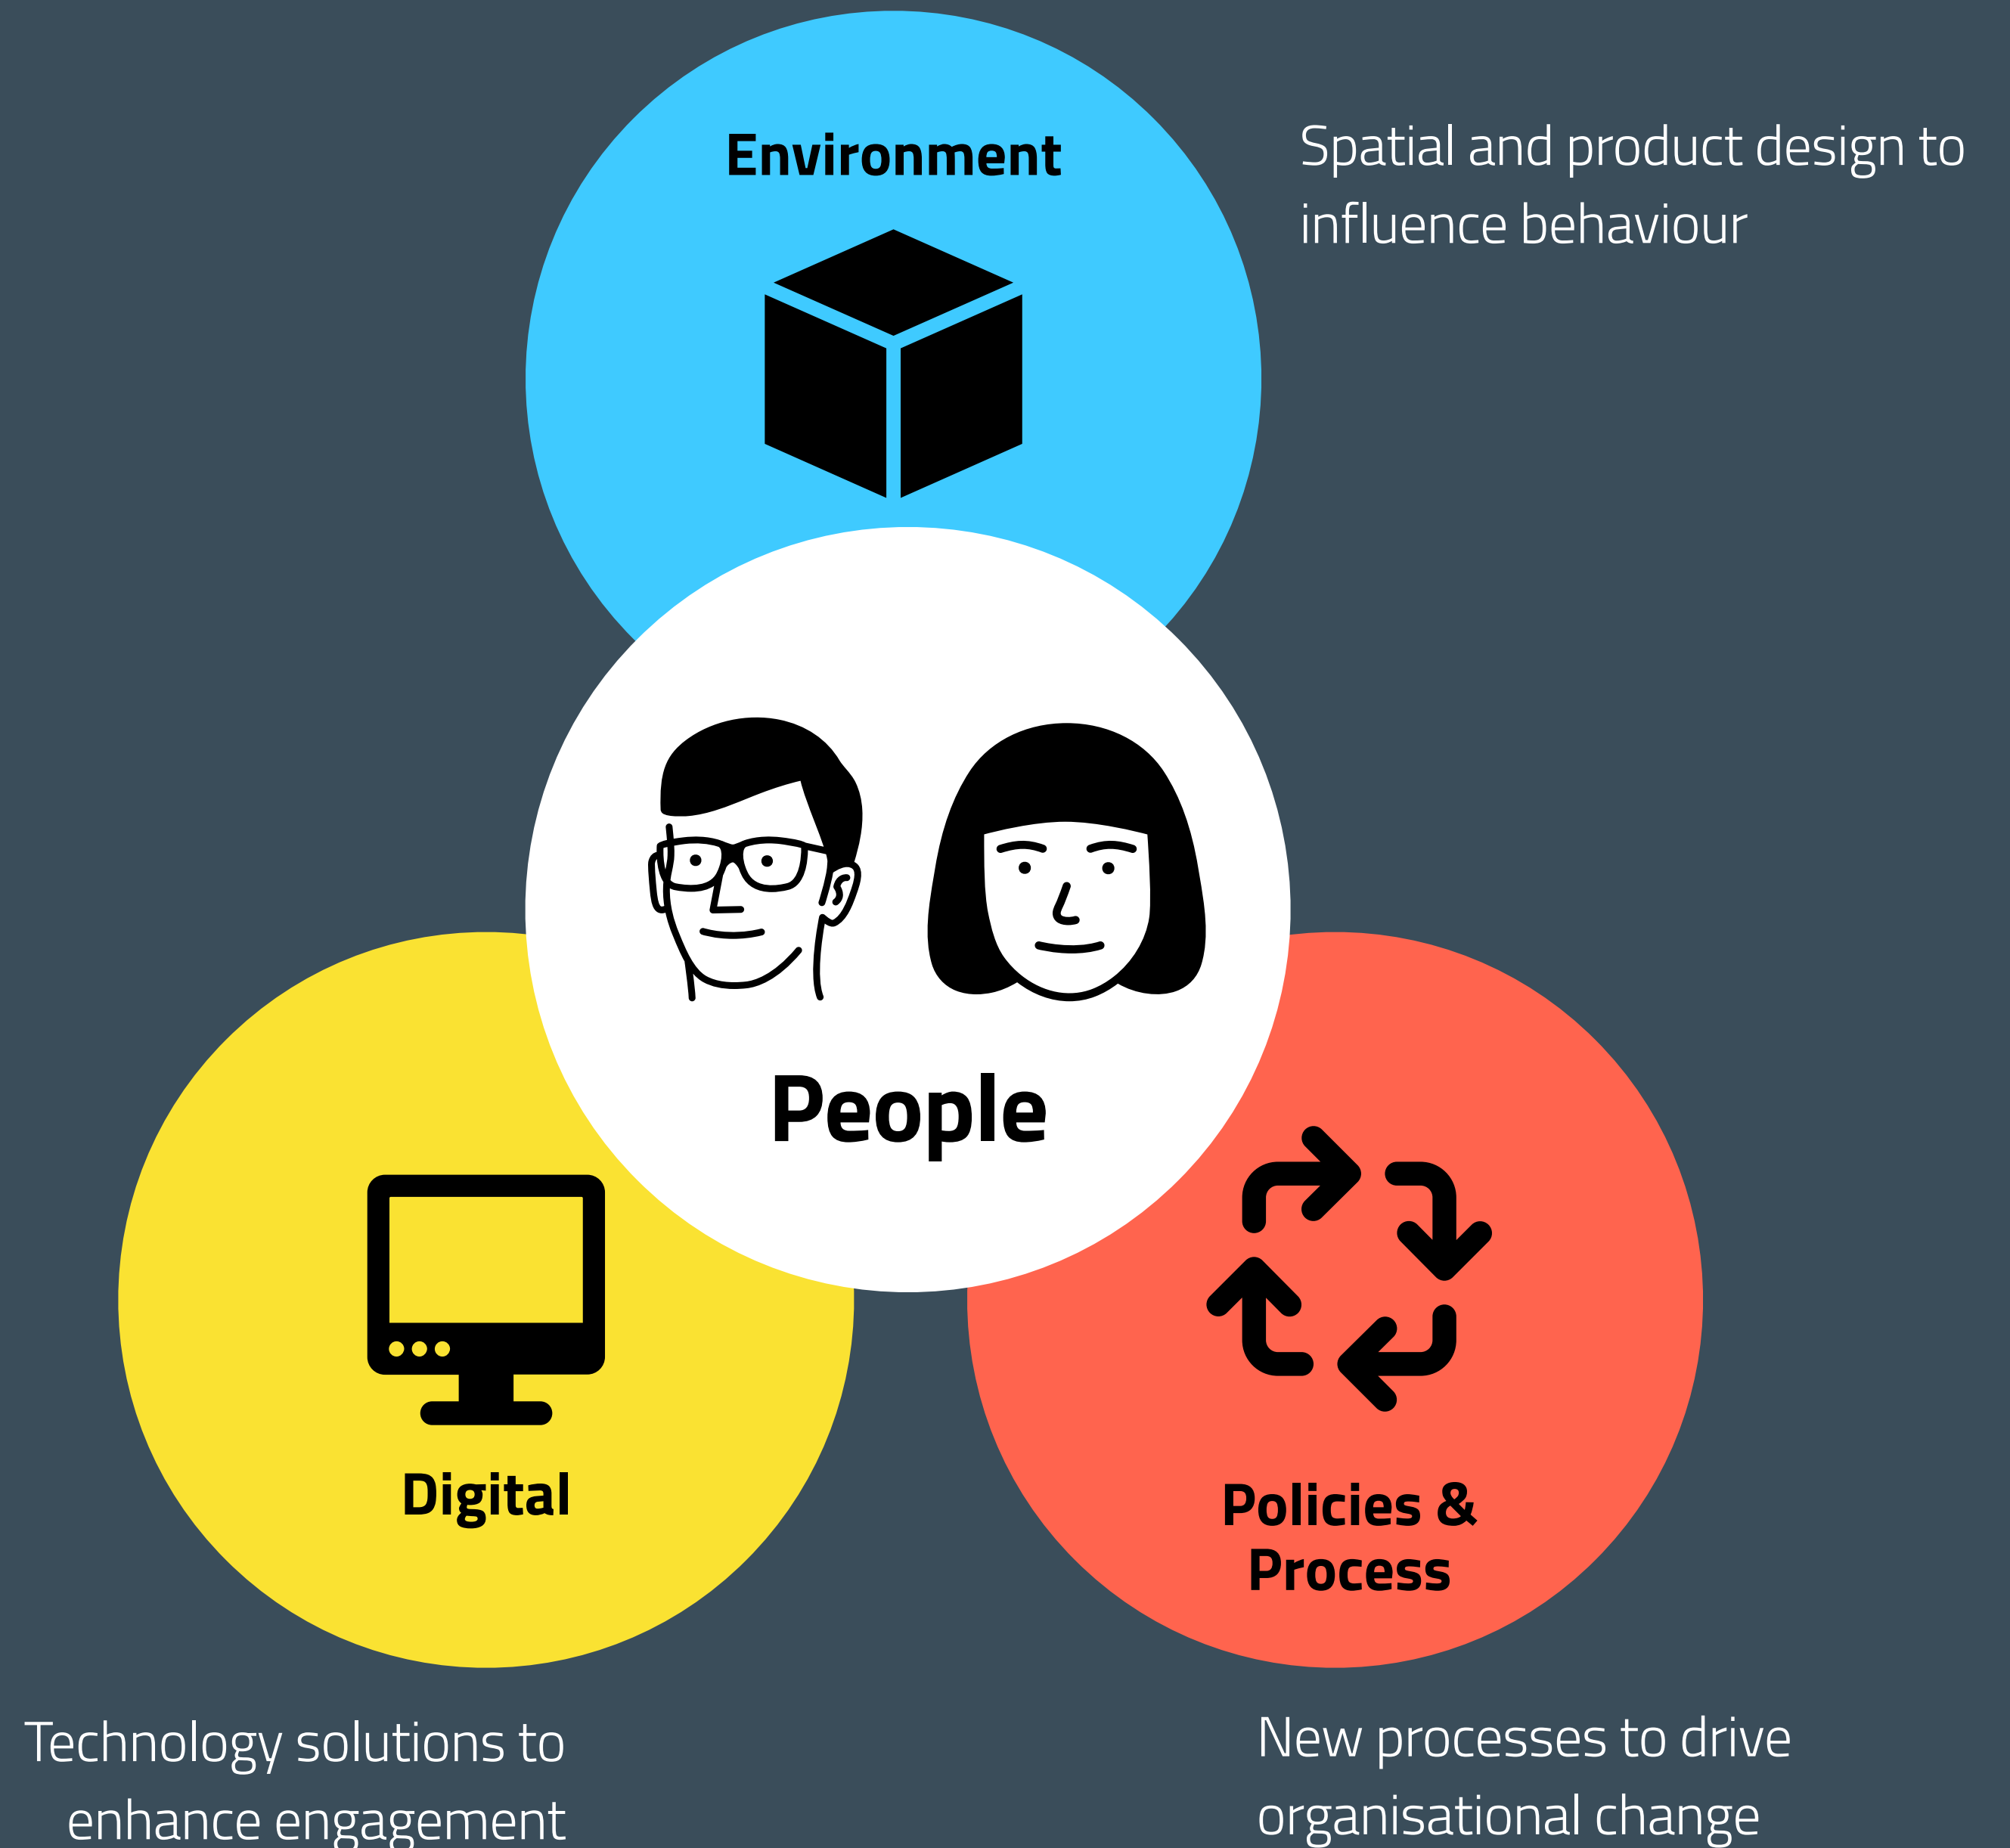 Environment
Spatial and product design to
influence behaviour
People
Digital
Policies &
Process
Technology solutions to
enhance engagement
New processes to drive
organisational change